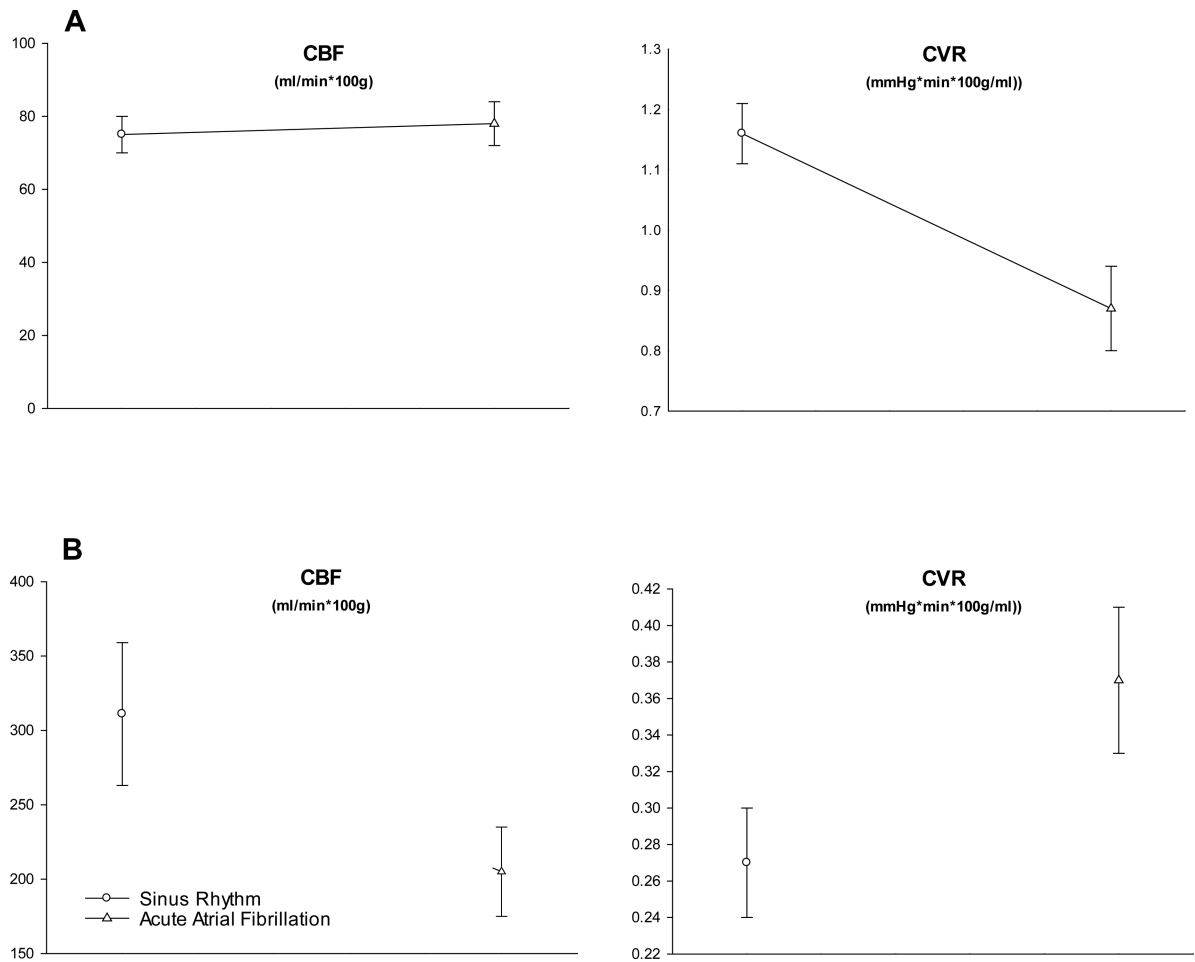 A
CBF
(ml/min*100g)
100
80
60
40
20
0
CVR
(mmHg*min*100g/ml))
1.3
1.2
1.1
1.0
0.9
0.8
0.7
B
CBF
(ml/min*100g)
400
350
300
250
200
150
Sinus Rhythm
Acute Atrial Fibrillation
CVR
(mmHg*min*100g/ml))
0.42
0.40
0.38
0.36
0.34
0.32
0.30
0.28
0.26
0.24
0.22